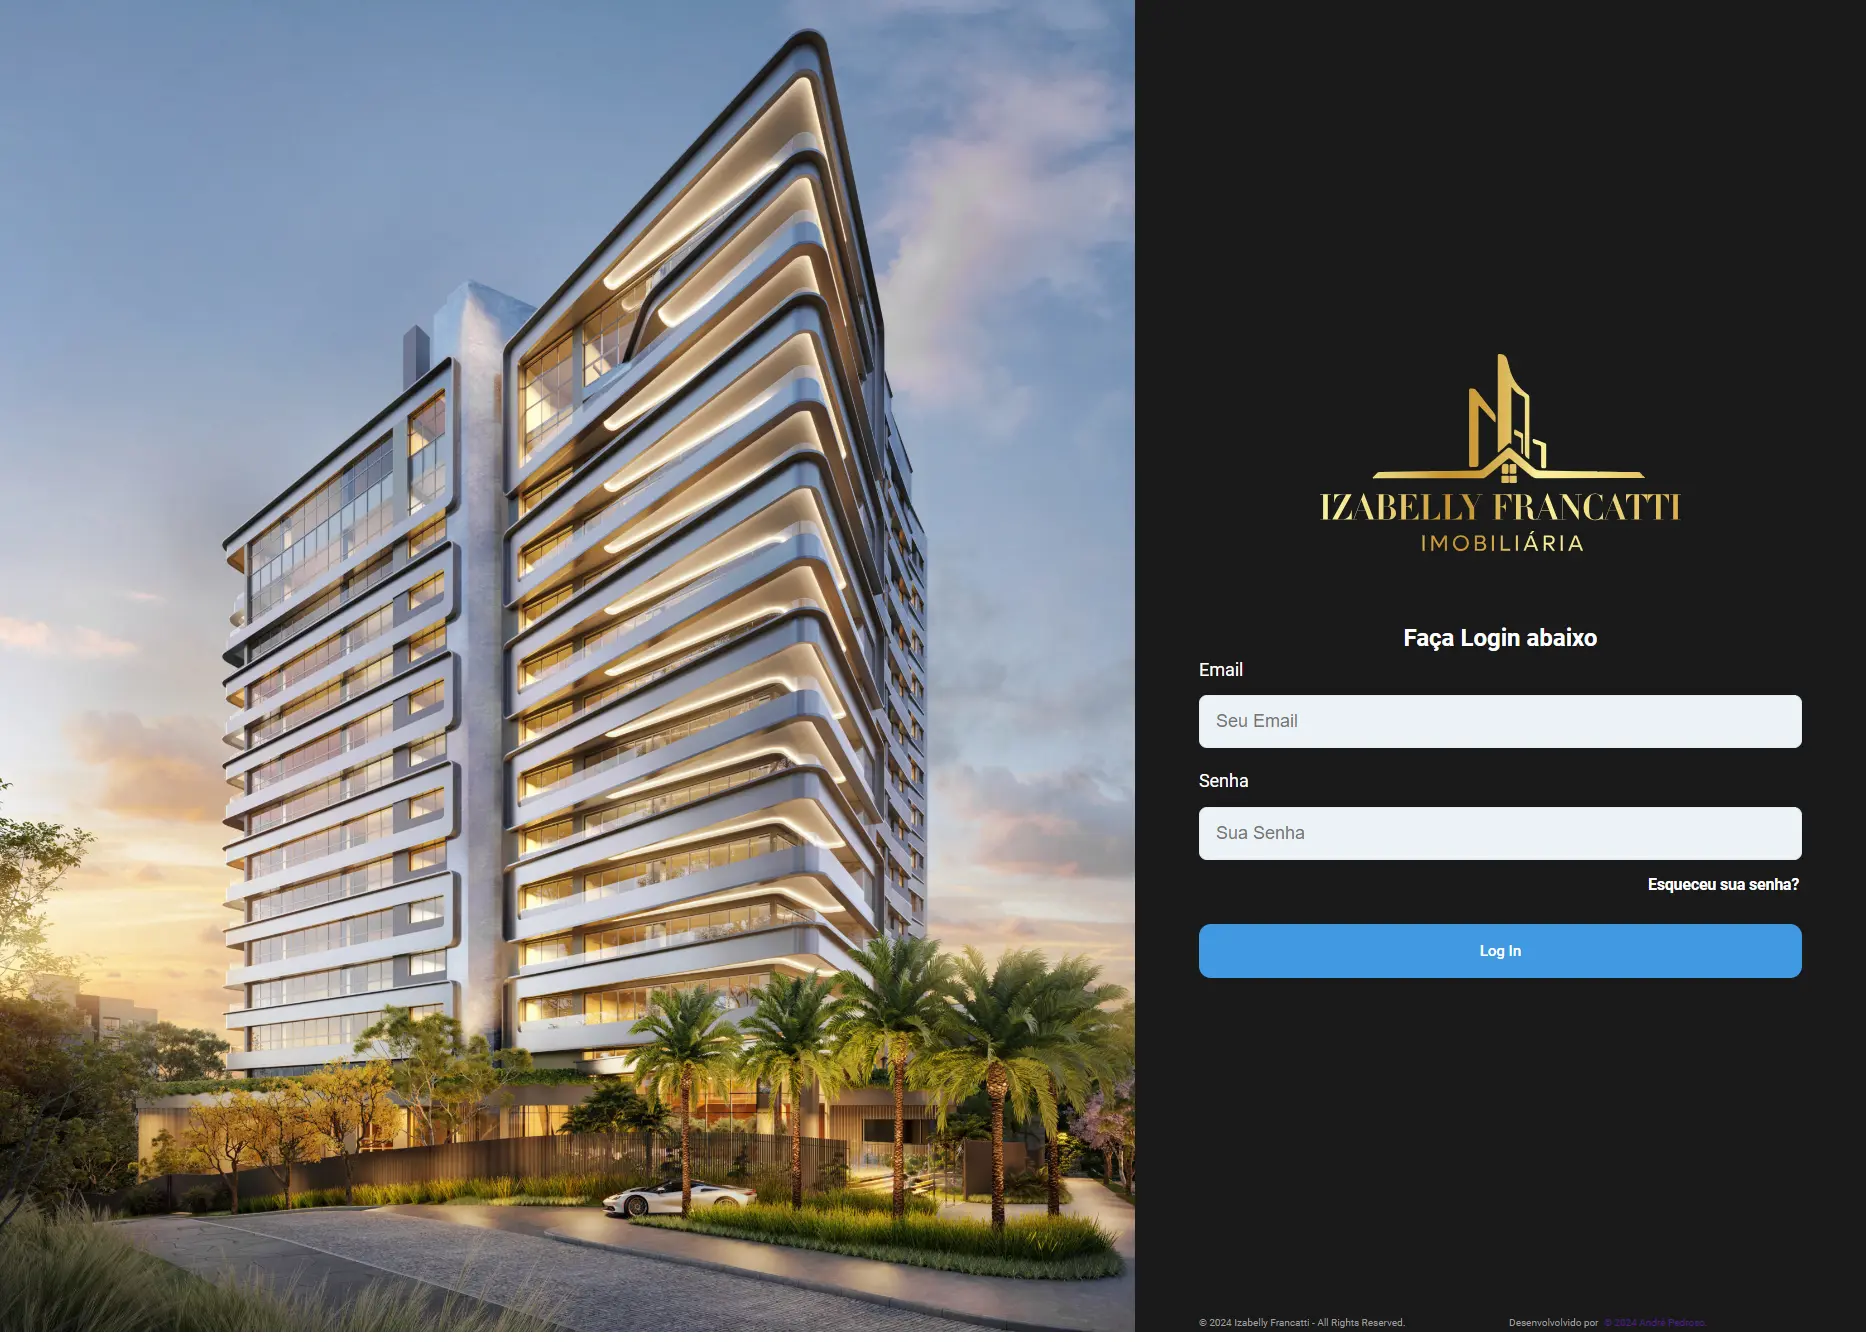 IZABELLY FRANCATTI
IMOBILIÁRIA
Faça Login abaixo
Email
Seu Email
Senha
Sua Senha
Esqueceu sua senha?
Log In
© 2024 Izabelly Francatti - All Rights Reserved.
Desenvolvolvido por © 2024 André Pedroso.